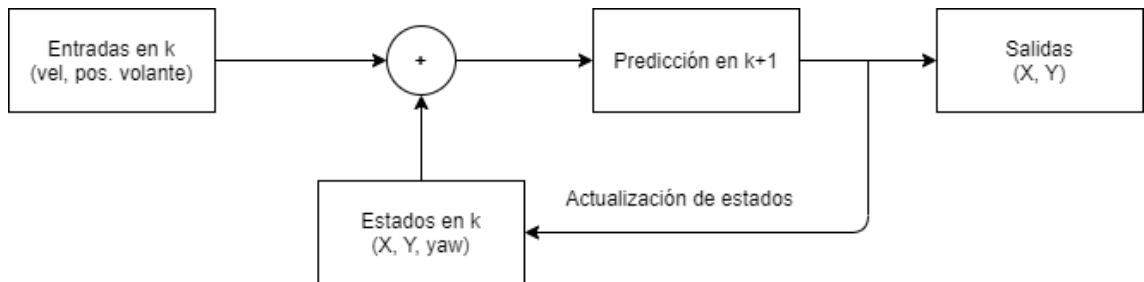 Entradas en k
(vel, pos. volante)
+
Predicción en k+1
Salidas
(X, Y)
Actualización de estados
Estados en k
(X, Y, yaw)